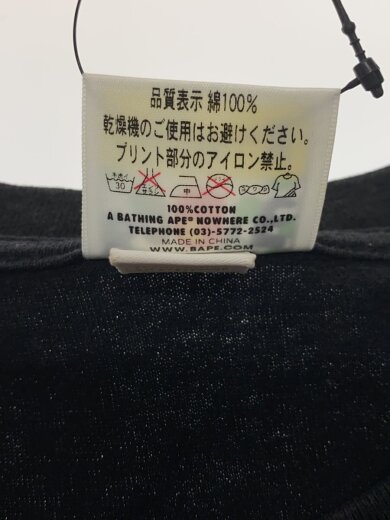 品質表示 綿100%
乾燥機のご使用はお避けください。
プリント部分のアイロン禁止。
30 中
100%COTTON
A BATHING APE® NOWHERE CO.,LTD.
TELEPHONE (03)-5772-2524
MADE IN CHINA
WWW.BAPE.COM